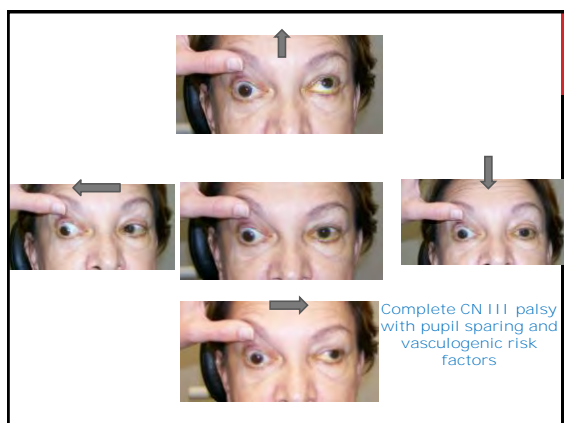 Complete CN III palsy
with pupil sparing and
vasculogenic risk
factors